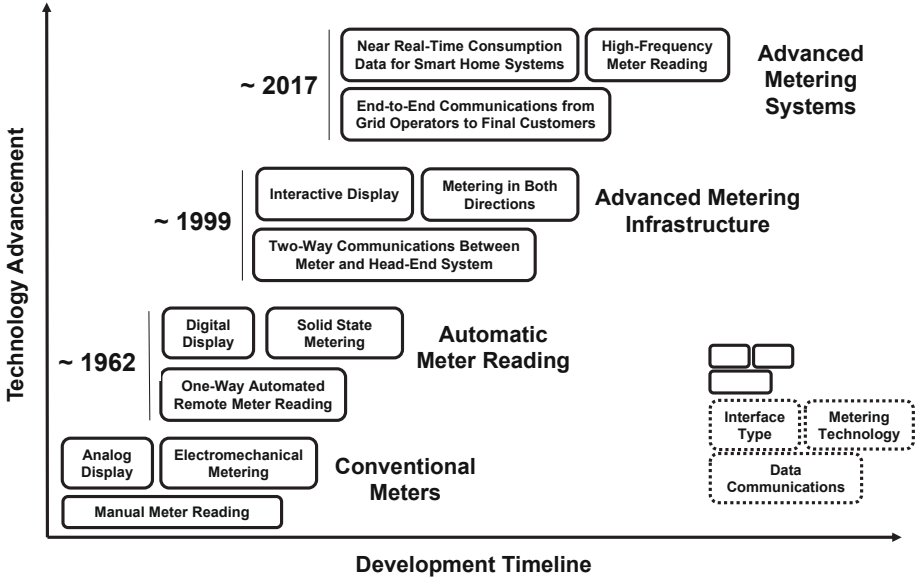 Technology Advancement
~ 2017
Near Real-Time Consumption
Data for Smart Home Systems
High-Frequency
Meter Reading
End-to-End Communications from
Grid Operators to Final Customers
Advanced
Metering
Systems
~ 1999
Interactive Display
Metering in Both
Directions
Two-Way Communications Between
Meter and Head-End System
Advanced Metering
Infrastructure
~ 1962
Digital
Display
Solid State
Metering
One-Way Automated
Remote Meter Reading
Automatic
Meter Reading
Analog
Display
Electromechanical
Metering
Manual Meter Reading
Conventional
Meters
Interface
Type
Metering
Technology
Data
Communications
Development Timeline